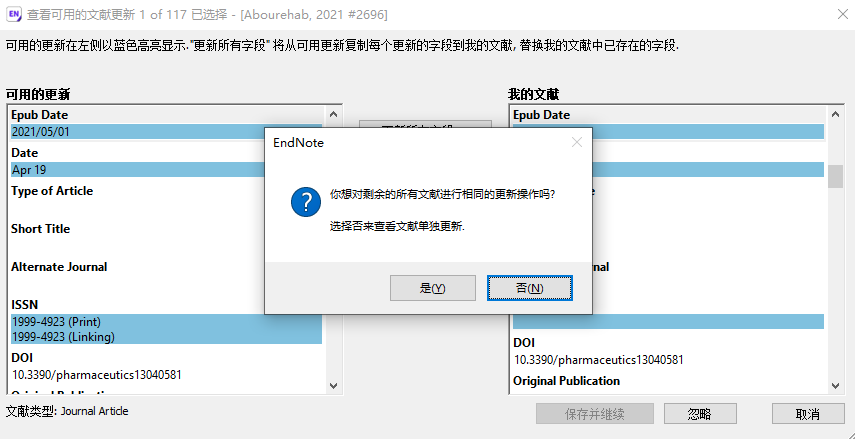 EN 查看可用的文献更新 1 of 117 已选择 - [Abourehab, 2021 #2696]
可用的更新在左侧以蓝色高亮显示."更新所有字段" 将从可用更新复制每个更新的字段到我的文献, 替换我的文献中已存在的字段.
可用的更新
Epub Date
2021/05/01
Date
Apr 19
Type of Article
Short Title
Alternate Journal
ISSN
1999-4923 (Print)
1999-4923 (Linking)
DOI
10.3390/pharmaceutics13040581
我的文献
Epub Date
DOI
10.3390/pharmaceutics13040581
Original Publication
EndNote
你想对剩余的所有文献进行相同的更新操作吗?
选择否来查看文献单独更新.
是(Y)
否(N)
文献类型: Journal Article
保存并继续
忽略
取消